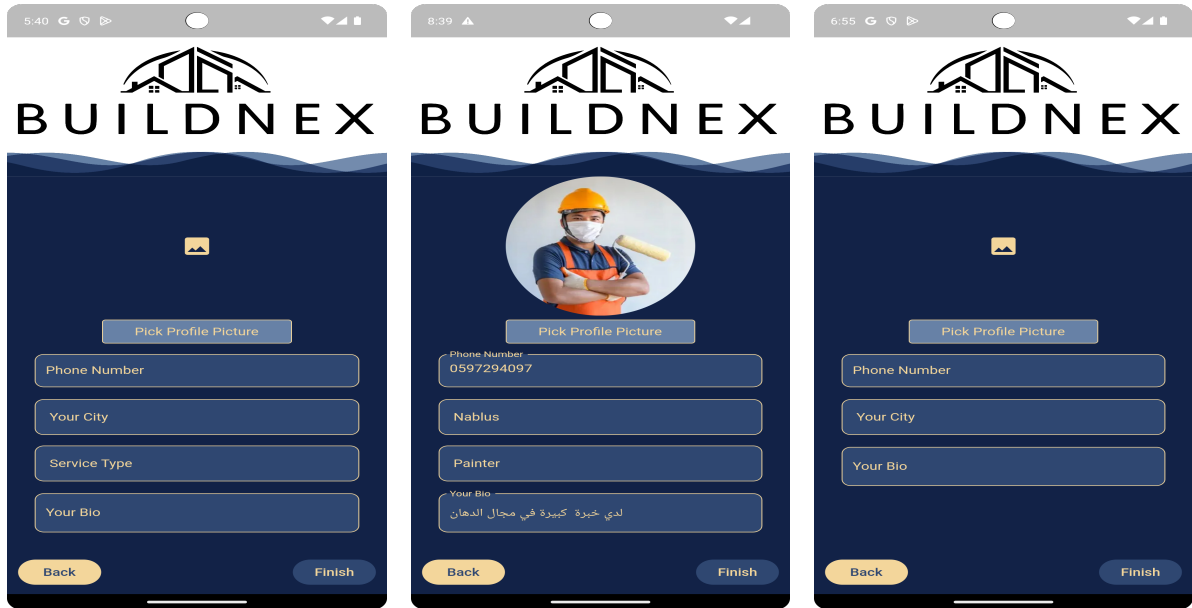 5:40
BUILDNEX
Pick Profile Picture
Phone Number
Your City
Service Type
Your Bio
Back
Finish
8:39
BUILDNEX
Pick Profile Picture
Phone Number
0597294097
Nablus
Painter
Your Bio
لدي خبرة كبيرة في مجال الدهان
Back
Finish
6:55
BUILDNEX
Pick Profile Picture
Phone Number
Your City
Your Bio
Back
Finish